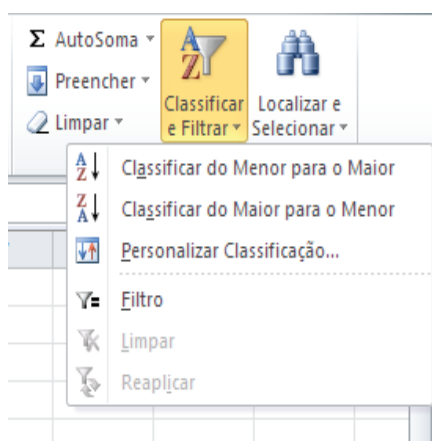 Σ AutoSoma
Preencher
Limpar
Classificar
e Filtrar
Localizar e
Selecionar
Classificar do Menor para o Maior
Classificar do Maior para o Menor
Personalizar Classificação...
Filtro
Limpar
Reaplicar